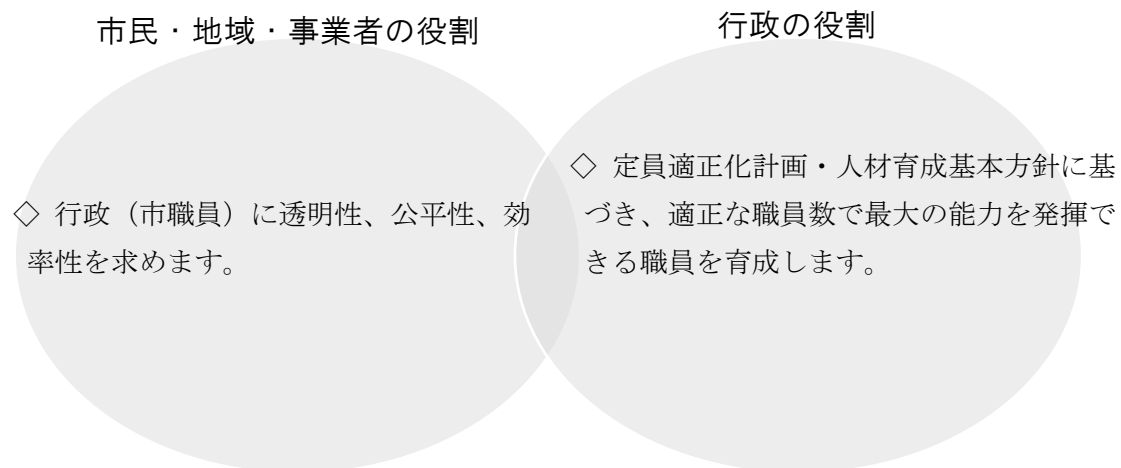 市民・地域・事業者の役割
行政の役割
◇ 行政（市職員）に透明性、公平性、効
率性を求めます。
◇ 定員適正化計画・人材育成基本方針に基
づき、適正な職員数で最大の能力を発揮で
きる職員を育成します。